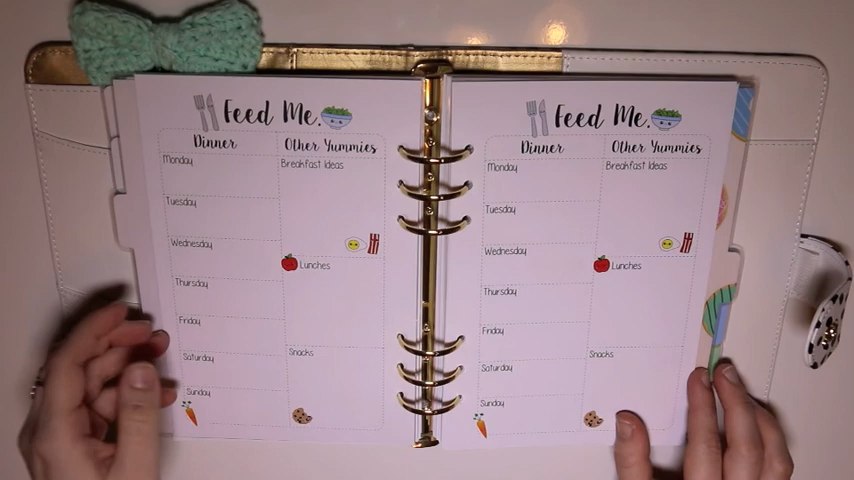 Feed Me.
Dinner
Other Yummies
Monday
Breakfast Ideas
Tuesday
Wednesday
Lunches
Thursday
Friday
Snacks
Saturday
Sunday
Feed Me.
Dinner
Other Yummies
Monday
Breakfast Ideas
Tuesday
Wednesday
Lunches
Thursday
Friday
Snacks
Saturday
Sunday